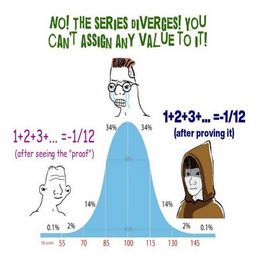 NO! THE SERIES DIVERGES! YOU
CAN'T ASSIGN ANY VALUE TO IT!
1+2+3+... =-1/12
(after seeing the "proof")
1+2+3+... =-1/12
(after proving it)
34% 34%
14% 14%
0.1% 2% 2% 0.1%
IQ score 55 70 85 100 115 130 145